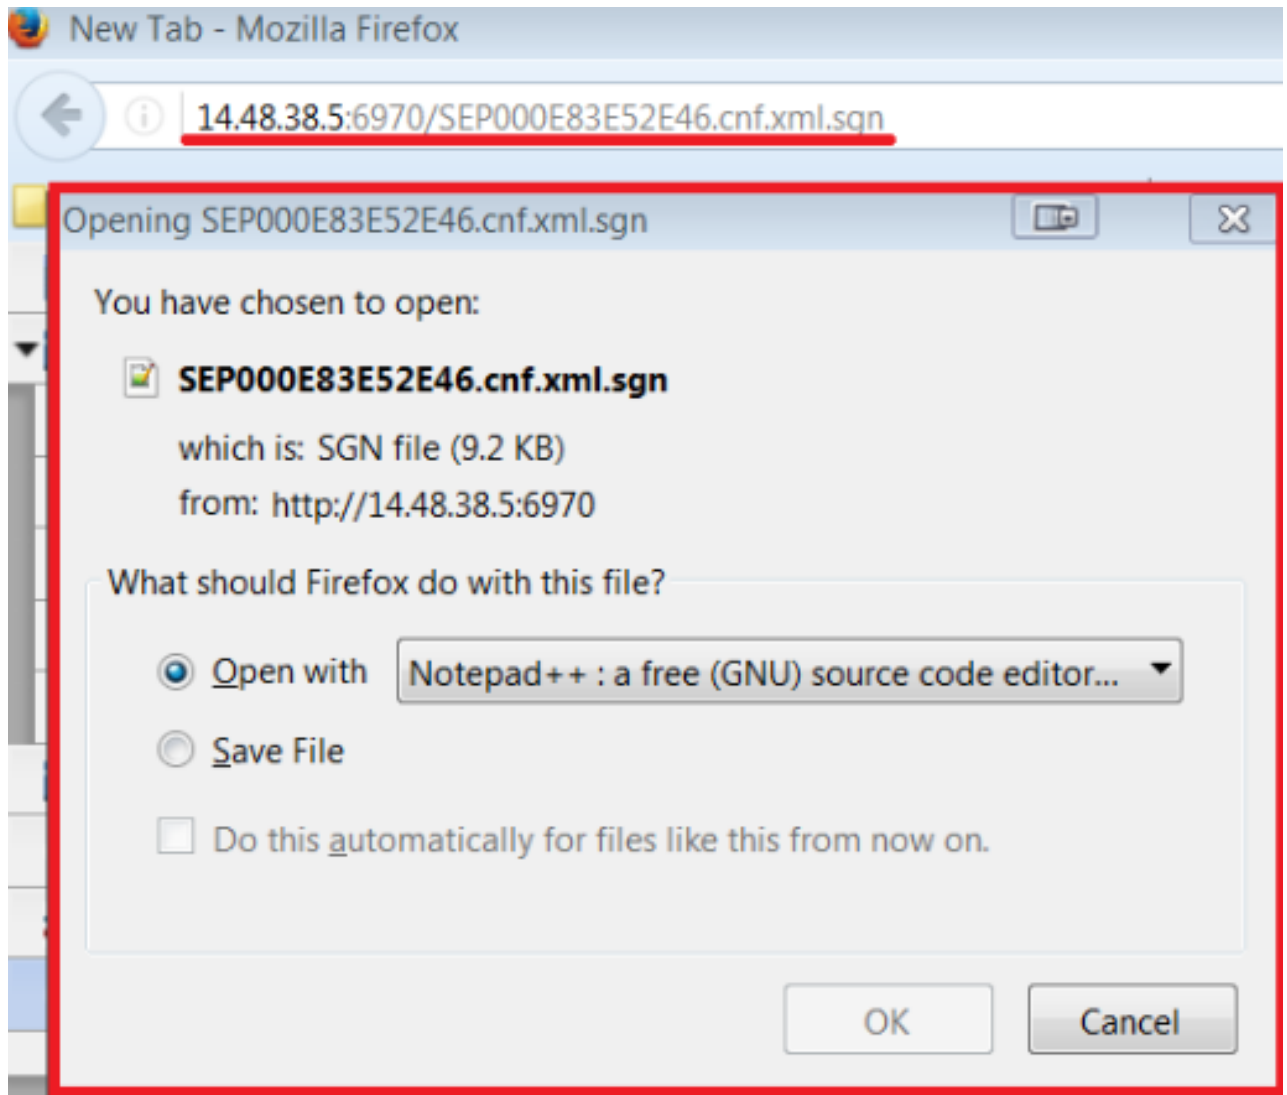 New Tab - Mozilla Firefox
14.48.38.5:6970/SEP000E83E52E46.cnf.xml.sgn
Opening SEP000E83E52E46.cnf.xml.sgn
You have chosen to open:
SEP000E83E52E46.cnf.xml.sgn
which is: SGN file (9.2 KB)
from: http://14.48.38.5:6970
What should Firefox do with this file?
Open with Notepad++ : a free (GNU) source code editor...
Save File
Do this automatically for files like this from now on.
OK Cancel